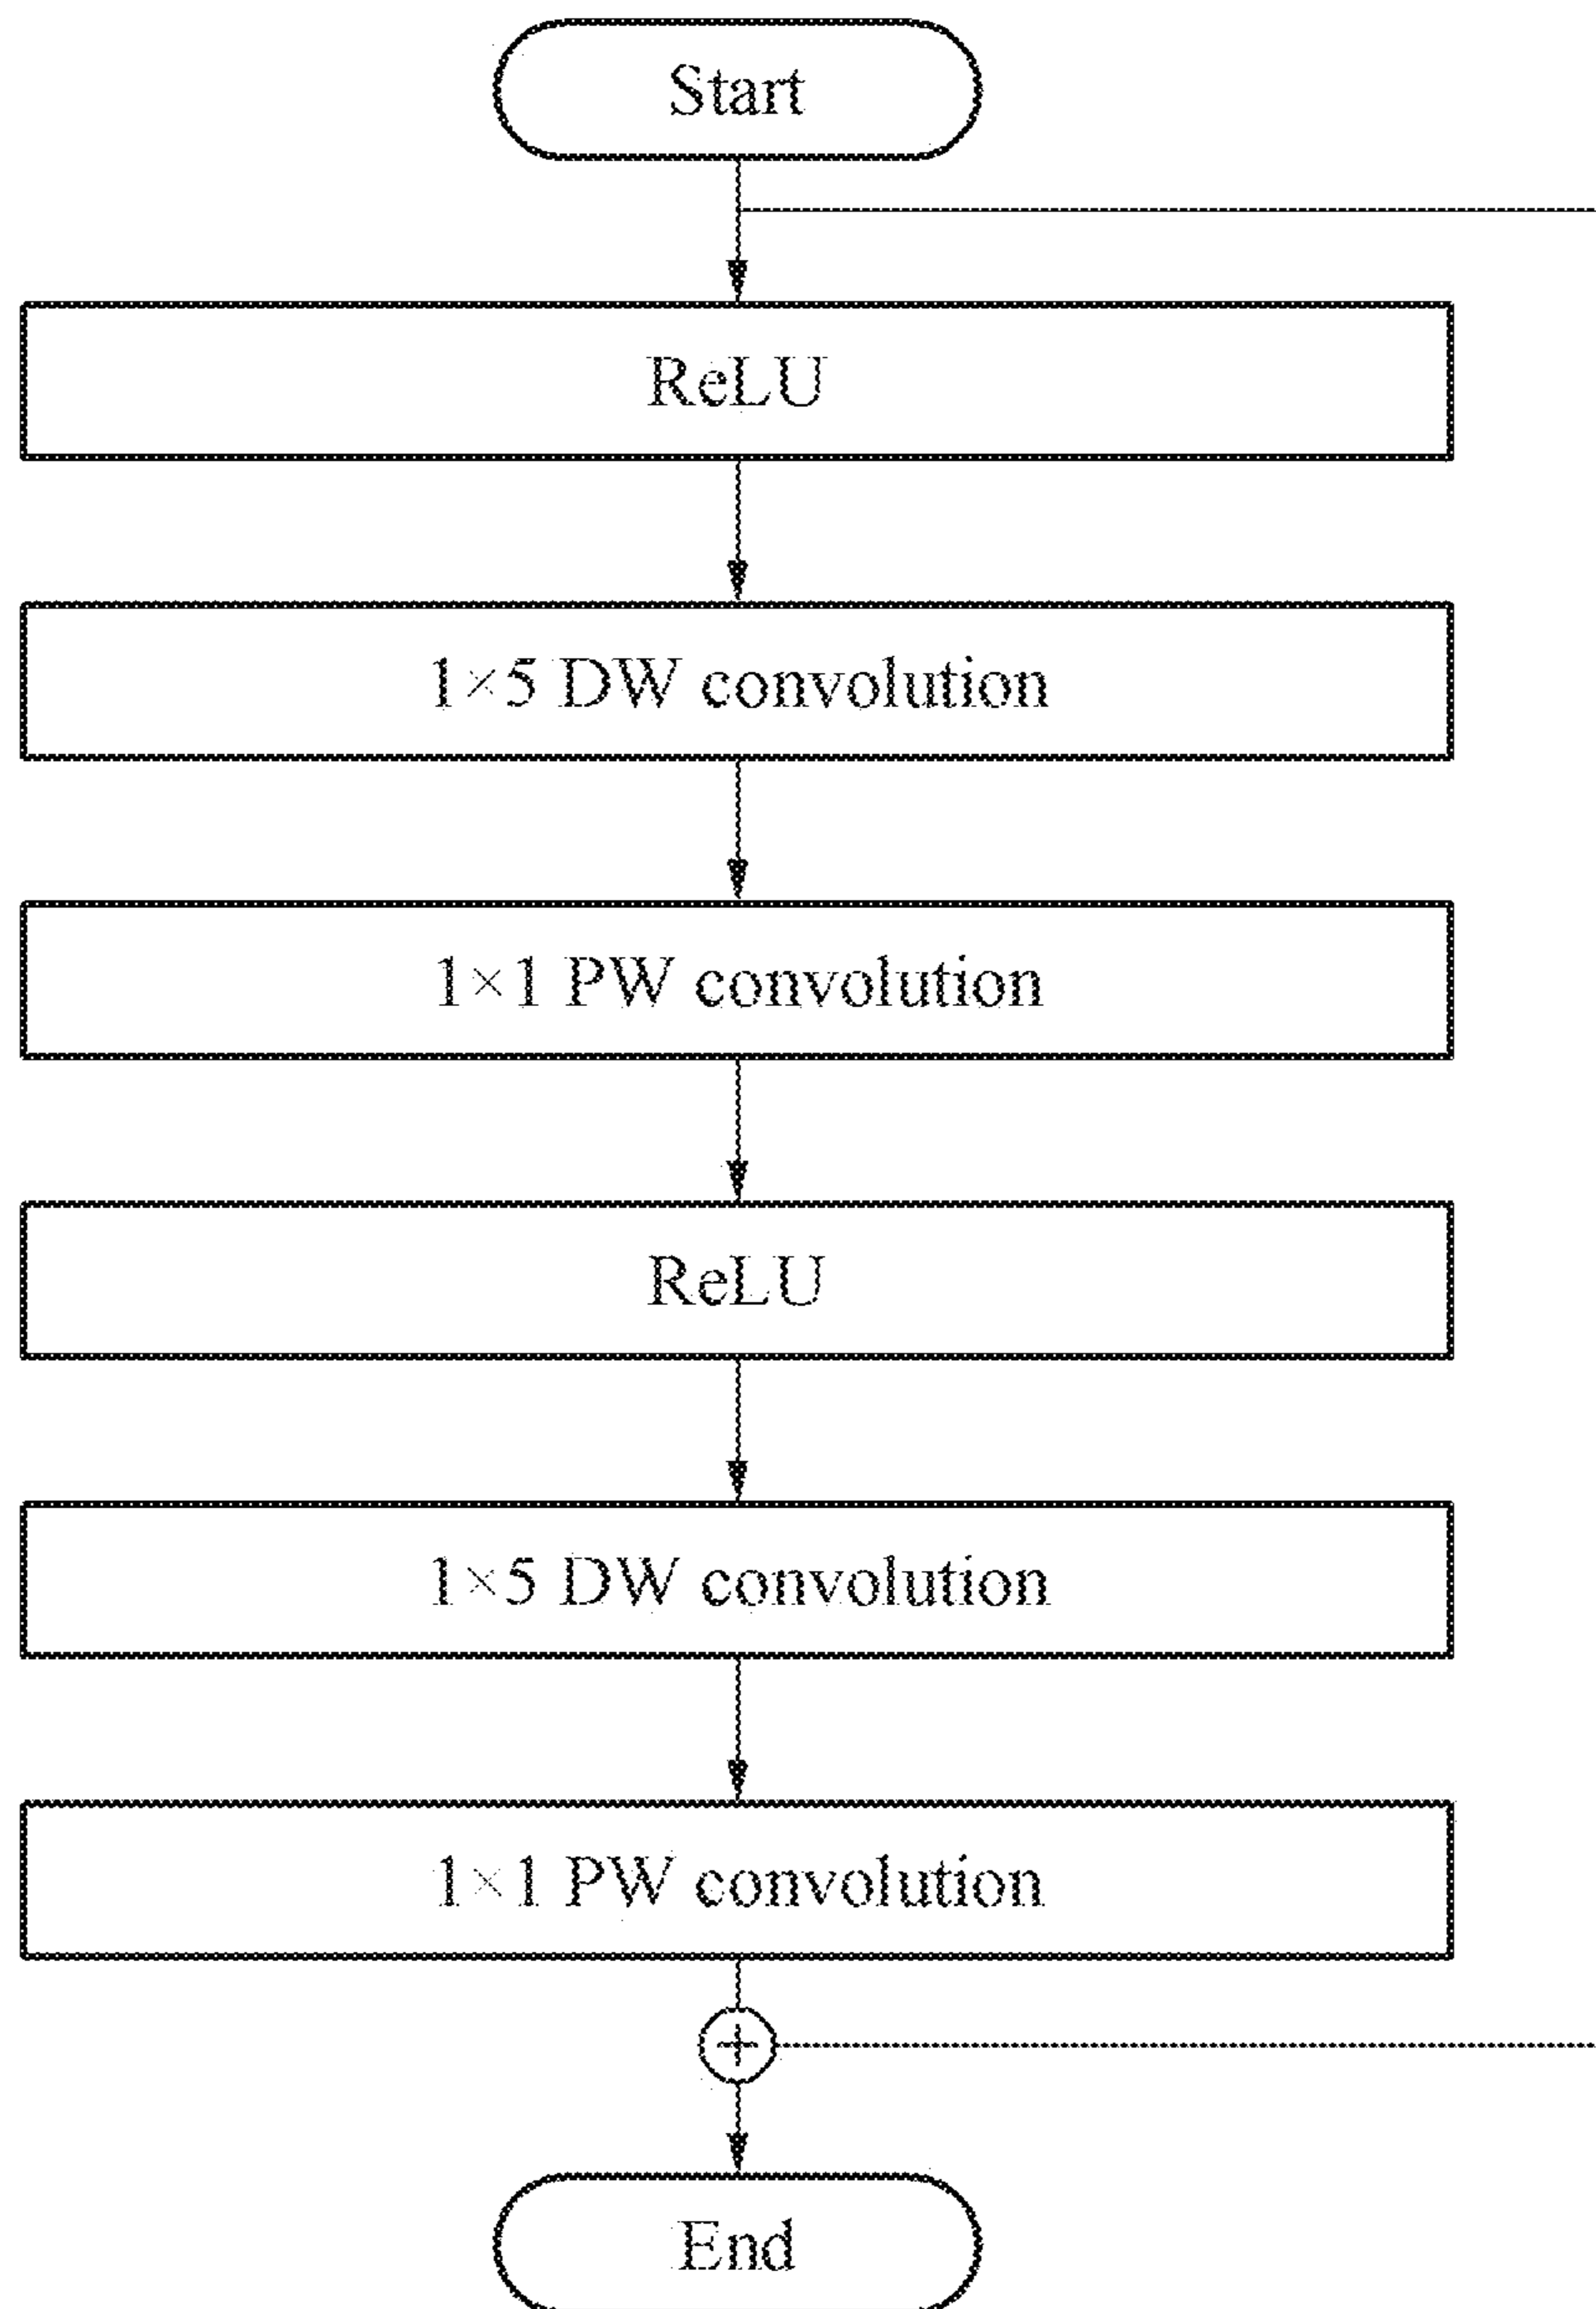 Start
ReLU
1×5 DW convolution
1×1 PW convolution
ReLU
1×5 DW convolution
1×1 PW convolution
+
End